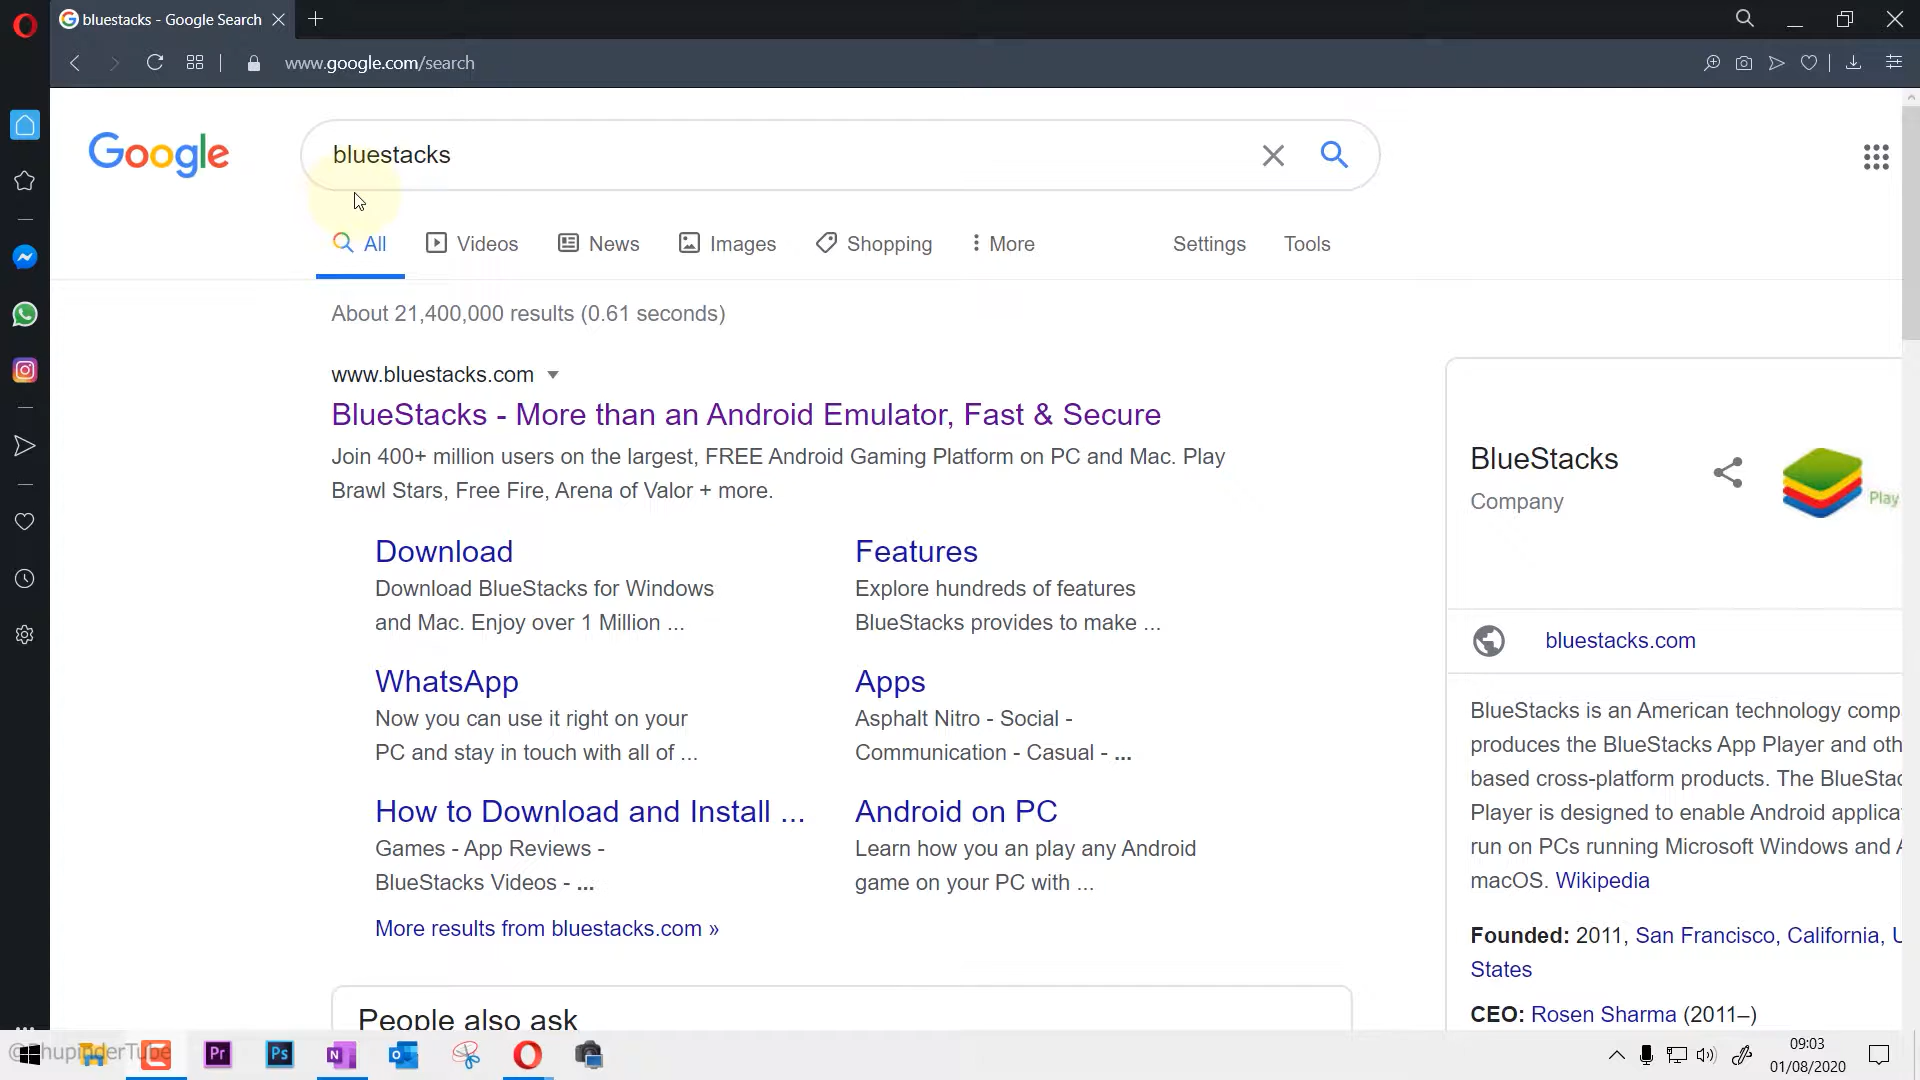 bluestacks - Google Search
www.google.com/search
Google
bluestacks
All Videos News Images Shopping More Settings Tools
About 21,400,000 results (0.61 seconds)
www.bluestacks.com
BlueStacks - More than an Android Emulator, Fast & Secure
Join 400+ million users on the largest, FREE Android Gaming Platform on PC and Mac. Play
Brawl Stars, Free Fire, Arena of Valor + more.
Download
Download BlueStacks for Windows
and Mac. Enjoy over 1 Million ...
Features
Explore hundreds of features
BlueStacks provides to make ...
WhatsApp
Now you can use it right on your
PC and stay in touch with all of ...
Apps
Asphalt Nitro - Social -
Communication - Casual - ...
How to Download and Install ...
Games - App Reviews -
BlueStacks Videos - ...
Android on PC
Learn how you an play any Android
game on your PC with ...
More results from bluestacks.com »
People also ask
BlueStacks
Company
Play
bluestacks.com
BlueStacks is an American technology comp
produces the BlueStacks App Player and oth
based cross-platform products. The BlueStac
Player is designed to enable Android applica
run on PCs running Microsoft Windows and A
macOS. Wikipedia
Founded: 2011, San Francisco, California, U
States
CEO: Rosen Sharma (2011–)
Pr
Ps
09:03
01/08/2020